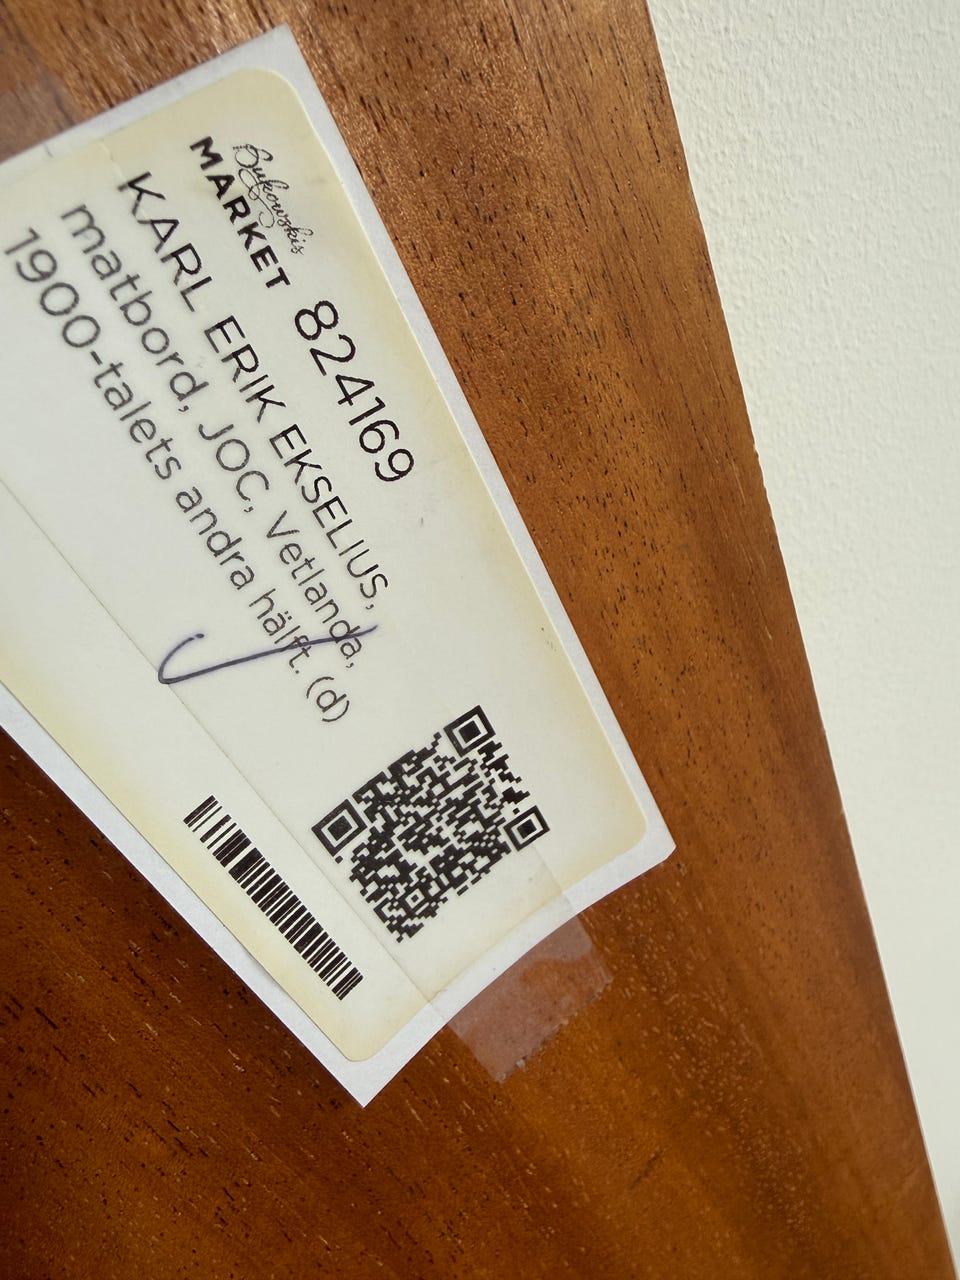 Bukowskis
MARKET
824169
KARL ERIK EKSELIUS,
matbord, JOC, Vetlanda,
1900-talets andra hälft. (d)